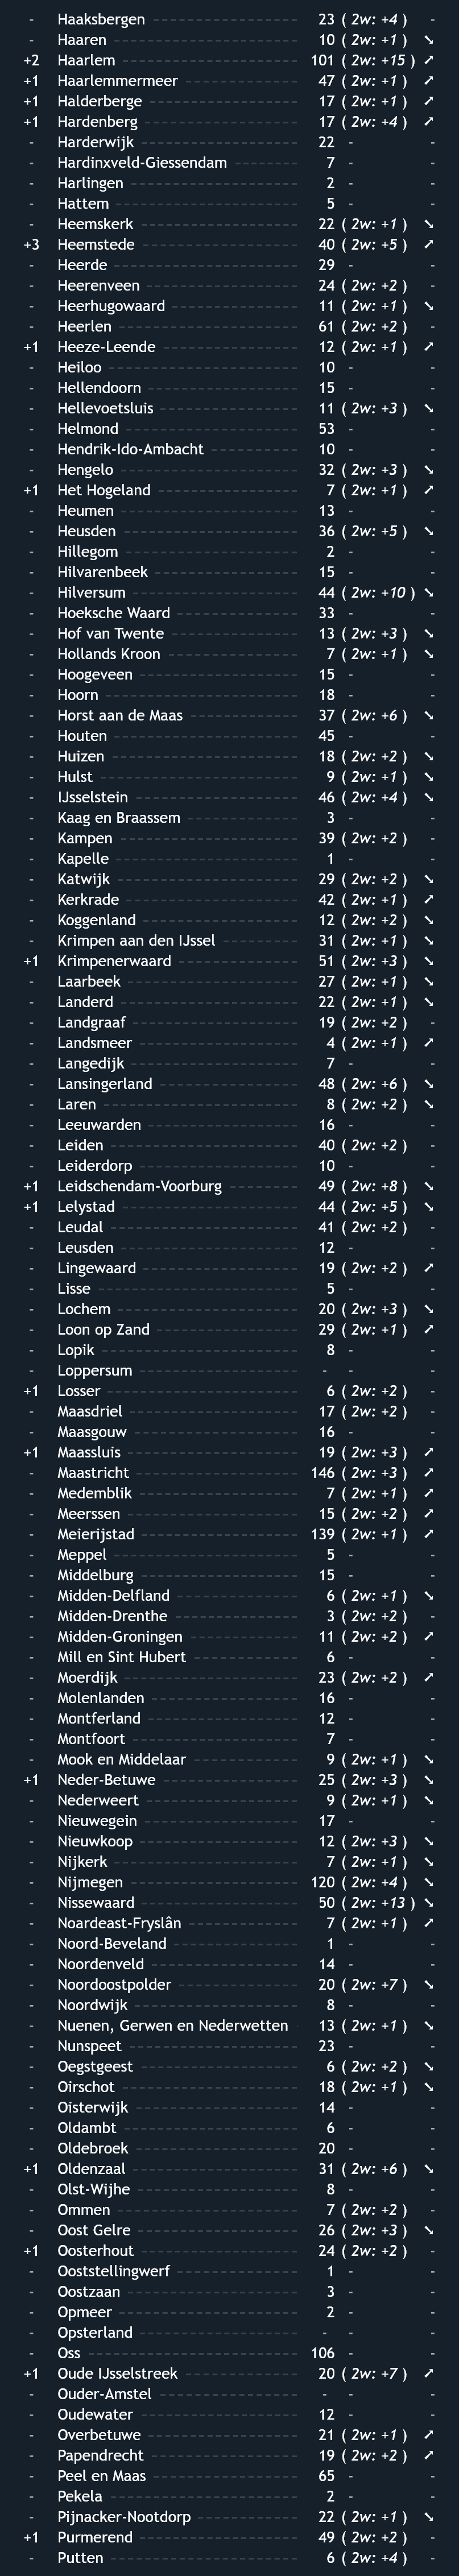 - Haaksbergen 23 ( 2w: +4 ) -
- Haaren 10 ( 2w: +1 ) ➘
+2 Haarlem 101 ( 2w: +15 ) ➚
+1 Haarlemmermeer 47 ( 2w: +1 ) ➚
+1 Halderberge 17 ( 2w: +1 ) ➚
+1 Hardenberg 17 ( 2w: +4 ) ➚
- Harderwijk 22 - -
- Hardinxveld-Giessendam 7 - -
- Harlingen 2 - -
- Hattem 5 - -
- Heemskerk 22 ( 2w: +1 ) ➘
+3 Heemstede 40 ( 2w: +5 ) ➚
- Heerde 29 - -
- Heerenveen 24 ( 2w: +2 ) -
- Heerhugowaard 11 ( 2w: +1 ) ➘
- Heerlen 61 ( 2w: +2 ) -
+1 Heeze-Leende 12 ( 2w: +1 ) ➚
- Heiloo 10 - -
- Hellendoorn 15 - -
- Hellevoetsluis 11 ( 2w: +3 ) ➘
- Helmond 53 - -
- Hendrik-Ido-Ambacht 10 - -
- Hengelo 32 ( 2w: +3 ) ➘
+1 Het Hogeland 7 ( 2w: +1 ) ➚
- Heumen 13 - -
- Heusden 36 ( 2w: +5 ) ➘
- Hillegom 2 - -
- Hilvarenbeek 15 - -
- Hilversum 44 ( 2w: +10 ) ➘
- Hoeksche Waard 33 - -
- Hof van Twente 13 ( 2w: +3 ) ➘
- Hollands Kroon 7 ( 2w: +1 ) ➘
- Hoogeveen 15 - -
- Hoorn 18 - -
- Horst aan de Maas 37 ( 2w: +6 ) ➘
- Houten 45 - -
- Huizen 18 ( 2w: +2 ) ➘
- Hulst 9 ( 2w: +1 ) ➘
- IJsselstein 46 ( 2w: +4 ) ➘
- Kaag en Braassem 3 - -
- Kampen 39 ( 2w: +2 ) -
- Kapelle 1 - -
- Katwijk 29 ( 2w: +2 ) ➘
- Kerkrade 42 ( 2w: +1 ) ➚
- Koggenland 12 ( 2w: +2 ) ➘
- Krimpen aan den IJssel 31 ( 2w: +1 ) ➘
+1 Krimpenerwaard 51 ( 2w: +3 ) ➘
- Laarbeek 27 ( 2w: +1 ) ➘
- Landerd 22 ( 2w: +1 ) ➘
- Landgraaf 19 ( 2w: +2 ) -
- Landsmeer 4 ( 2w: +1 ) ➚
- Langedijk 7 - -
- Lansingerland 48 ( 2w: +6 ) ➘
- Laren 8 ( 2w: +2 ) ➘
- Leeuwarden 16 - -
- Leiden 40 ( 2w: +2 ) -
- Leiderdorp 10 - -
+1 Leidschendam-Voorburg 49 ( 2w: +8 ) ➘
+1 Lelystad 44 ( 2w: +5 ) ➘
- Leudal 41 ( 2w: +2 ) -
- Leusden 12 - -
- Lingewaard 19 ( 2w: +2 ) ➚
- Lisse 5 - -
- Lochem 20 ( 2w: +3 ) ➘
- Loon op Zand 29 ( 2w: +1 ) ➚
- Lopik 8 - -
- Loppersum - - -
+1 Losser 6 ( 2w: +2 ) -
- Maasdriel 17 ( 2w: +2 ) -
- Maasgouw 16 - -
+1 Maassluis 19 ( 2w: +3 ) ➚
- Maastricht 146 ( 2w: +3 ) ➚
- Medemblik 7 ( 2w: +1 ) ➚
- Meerssen 15 ( 2w: +2 ) ➚
- Meierijstad 139 ( 2w: +1 ) ➚
- Meppel 5 - -
- Middelburg 15 - -
- Midden-Delfland 6 ( 2w: +1 ) ➘
- Midden-Drenthe 3 ( 2w: +2 ) -
- Midden-Groningen 11 ( 2w: +2 ) ➚
- Mill en Sint Hubert 6 - -
- Moerdijk 23 ( 2w: +2 ) ➚
- Molenlanden 16 - -
- Montferland 12 - -
- Montfoort 7 - -
- Mook en Middelaar 9 ( 2w: +1 ) ➘
+1 Neder-Betuwe 25 ( 2w: +3 ) ➘
- Nederweert 9 ( 2w: +1 ) ➘
- Nieuwegein 17 - -
- Nieuwkoop 12 ( 2w: +3 ) ➘
- Nijkerk 7 ( 2w: +1 ) ➘
- Nijmegen 120 ( 2w: +4 ) ➘
- Nissewaard 50 ( 2w: +13 ) ➘
- Noardeast-Fryslân 7 ( 2w: +1 ) ➚
- Noord-Beveland 1 - -
- Noordenveld 14 - -
- Noordoostpolder 20 ( 2w: +7 ) ➘
- Noordwijk 8 - -
- Nuenen, Gerwen en Nederwetten 13 ( 2w: +1 ) ➘
- Nunspeet 23 - -
- Oegstgeest 6 ( 2w: +2 ) ➘
- Oirschot 18 ( 2w: +1 ) ➘
- Oisterwijk 14 - -
- Oldambt 6 - -
- Oldebroek 20 - -
+1 Oldenzaal 31 ( 2w: +6 ) ➘
- Olst-Wijhe 8 - -
- Ommen 7 ( 2w: +2 ) -
- Oost Gelre 26 ( 2w: +3 ) ➘
+1 Oosterhout 24 ( 2w: +2 ) -
- Ooststellingwerf 1 - -
- Oostzaan 3 - -
- Opmeer 2 - -
- Opsterland - - -
- Oss 106 - -
+1 Oude IJsselstreek 20 ( 2w: +7 ) ➚
- Ouder-Amstel - - -
- Oudewater 12 - -
- Overbetuwe 21 ( 2w: +1 ) ➚
- Papendrecht 19 ( 2w: +2 ) ➚
- Peel en Maas 65 - -
- Pekela 2 - -
- Pijnacker-Nootdorp 22 ( 2w: +1 ) ➘
+1 Purmerend 49 ( 2w: +2 ) -
- Putten 6 ( 2w: +4 ) -